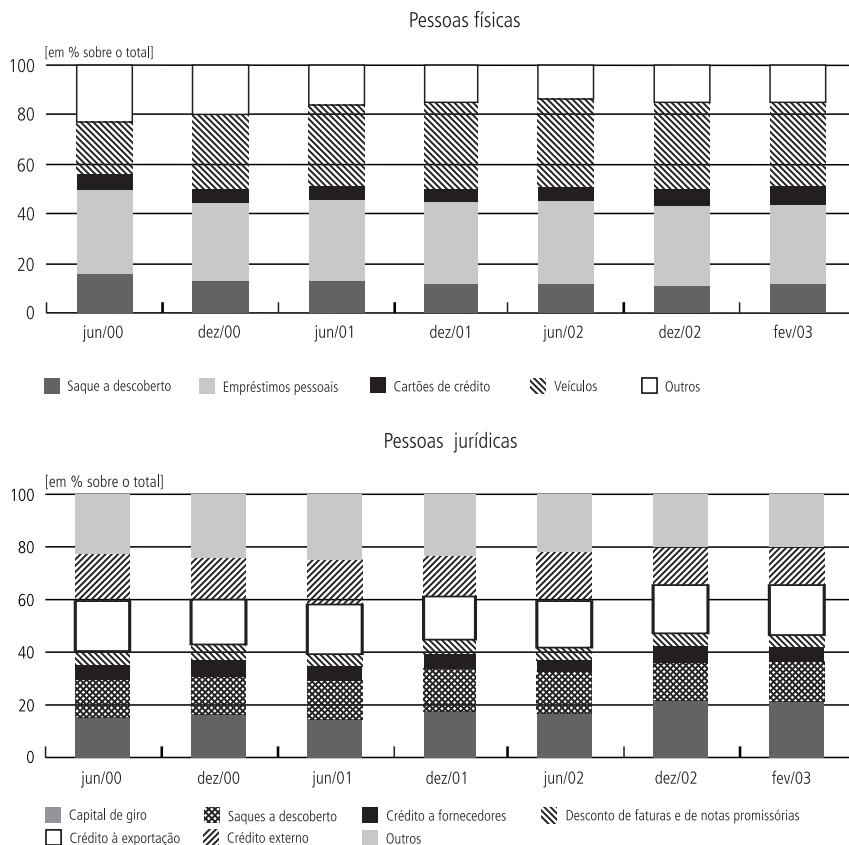 Pessoas físicas
[em % sobre o total]
100
80
60
40
20
0
jun/00 dez/00 jun/01 dez/01 jun/02 dez/02 fev/03
Saque a descoberto Empréstimos pessoais Cartões de crédito Veículos Outros
Pessoas jurídicas
[em % sobre o total]
100
80
60
40
20
0
jun/00 dez/00 jun/01 dez/01 jun/02 dez/02 fev/03
Capital de giro Saques a descoberto Crédito a fornecedores Desconto de faturas e de notas promissórias
Crédito à exportação Crédito externo Outros